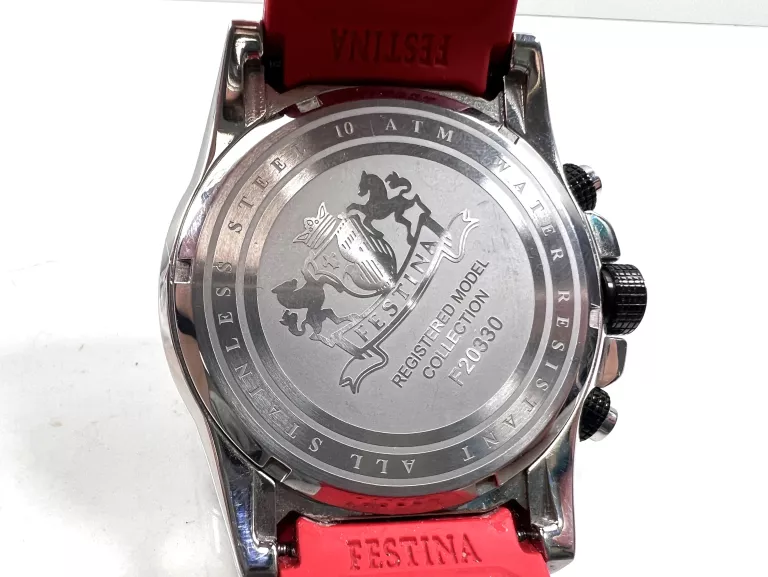 FESTINA
10 ATM WATER RESISTANT ALL STAINLESS STEEL
FESTINA
REGISTERED MODEL
COLLECTION
F20330
FESTINA